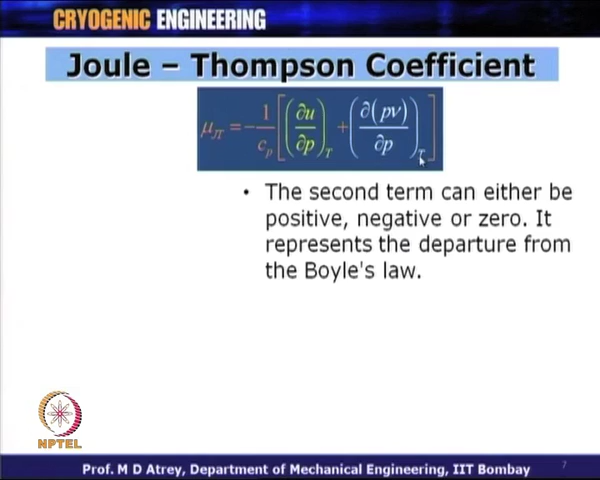 CRYOGENIC ENGINEERING
Joule – Thompson Coefficient
μ_JT = -1/c_p [ (∂u/∂p)_T + (∂(pν)/∂p)_T ]
• The second term can either be
positive, negative or zero. It
represents the departure from
the Boyle's law.
NPTEL
Prof. M D Atrey, Department of Mechanical Engineering, IIT Bombay
7